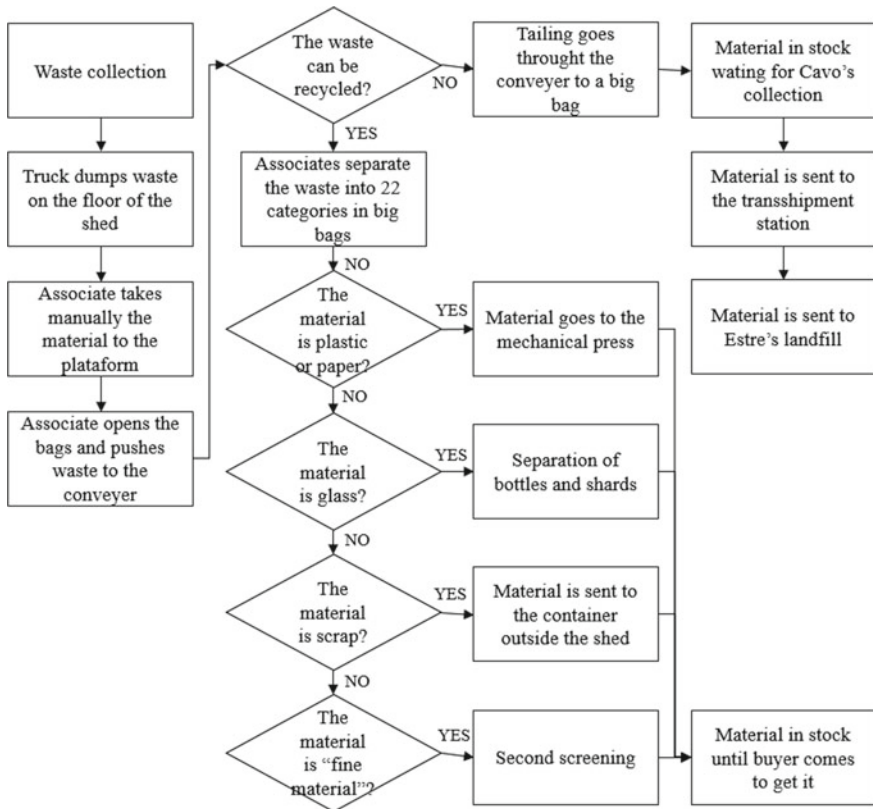 Waste collection
Truck dumps waste
on the floor of the
shed
Associate takes
manually the
material to the
plataform
Associate opens the
bags and pushes
waste to the
conveyer
The waste
can be
recycled?
NO
YES
Tailing goes
throught the
conveyer to a big
bag
Material in stock
wating for Cavo’s
collection
Material is sent to
the transshipment
station
Material is sent to
Estre’s landfill
Associates separate
the waste into 22
categories in big
bags
NO
The
material
is plastic
or paper?
YES
Material goes to the
mechanical press
NO
The
material
is glass?
YES
Separation of
bottles and shards
NO
The
material
is scrap?
YES
Material is sent to
the container
outside the shed
NO
The
material
is “fine
material”?
YES
Second screening
Material in stock
until buyer comes
to get it